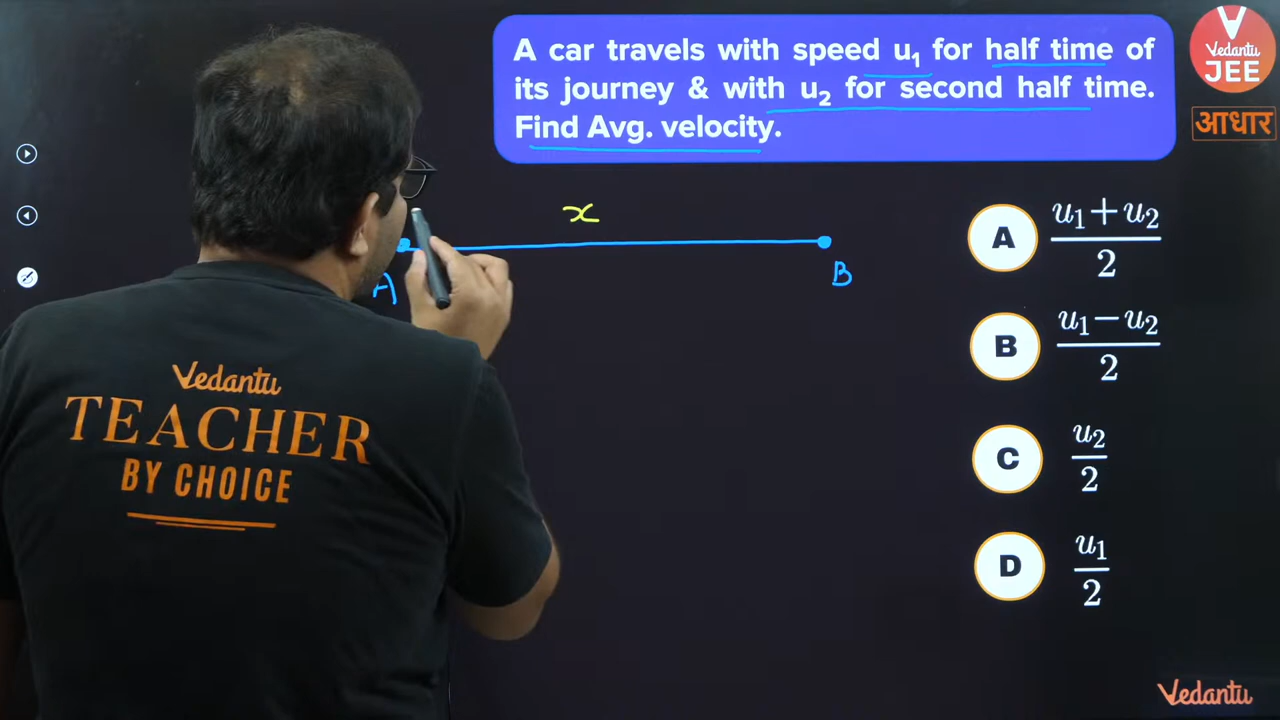 A car travels with speed u₁ for half time of
its journey & with u₂ for second half time.
Find Avg. velocity.
Vedantu
JEE
आधार
x
A
B
A u₁+u₂
2
B u₁−u₂
2
C u₂
2
D u₁
2
Vedantu
TEACHER
BY CHOICE
Vedantu